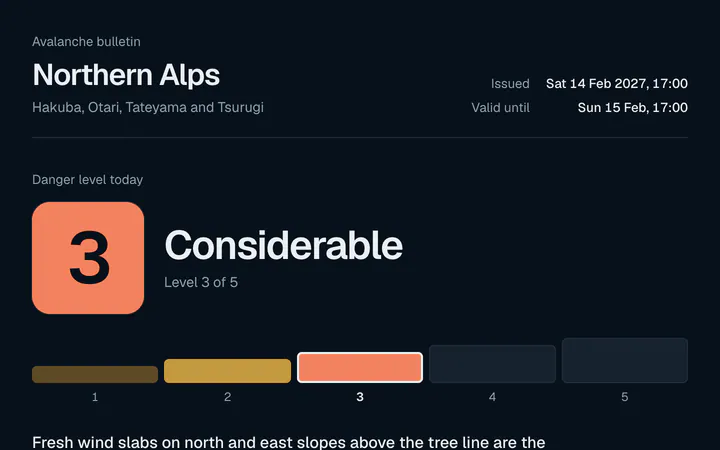 Avalanche bulletin
Northern Alps
Hakuba, Otari, Tateyama and Tsurugi
Issued Sat 14 Feb 2027, 17:00
Valid until Sun 15 Feb, 17:00
Danger level today
3
Considerable
Level 3 of 5
1 2 3 4 5
Fresh wind slabs on north and east slopes above the tree line are the